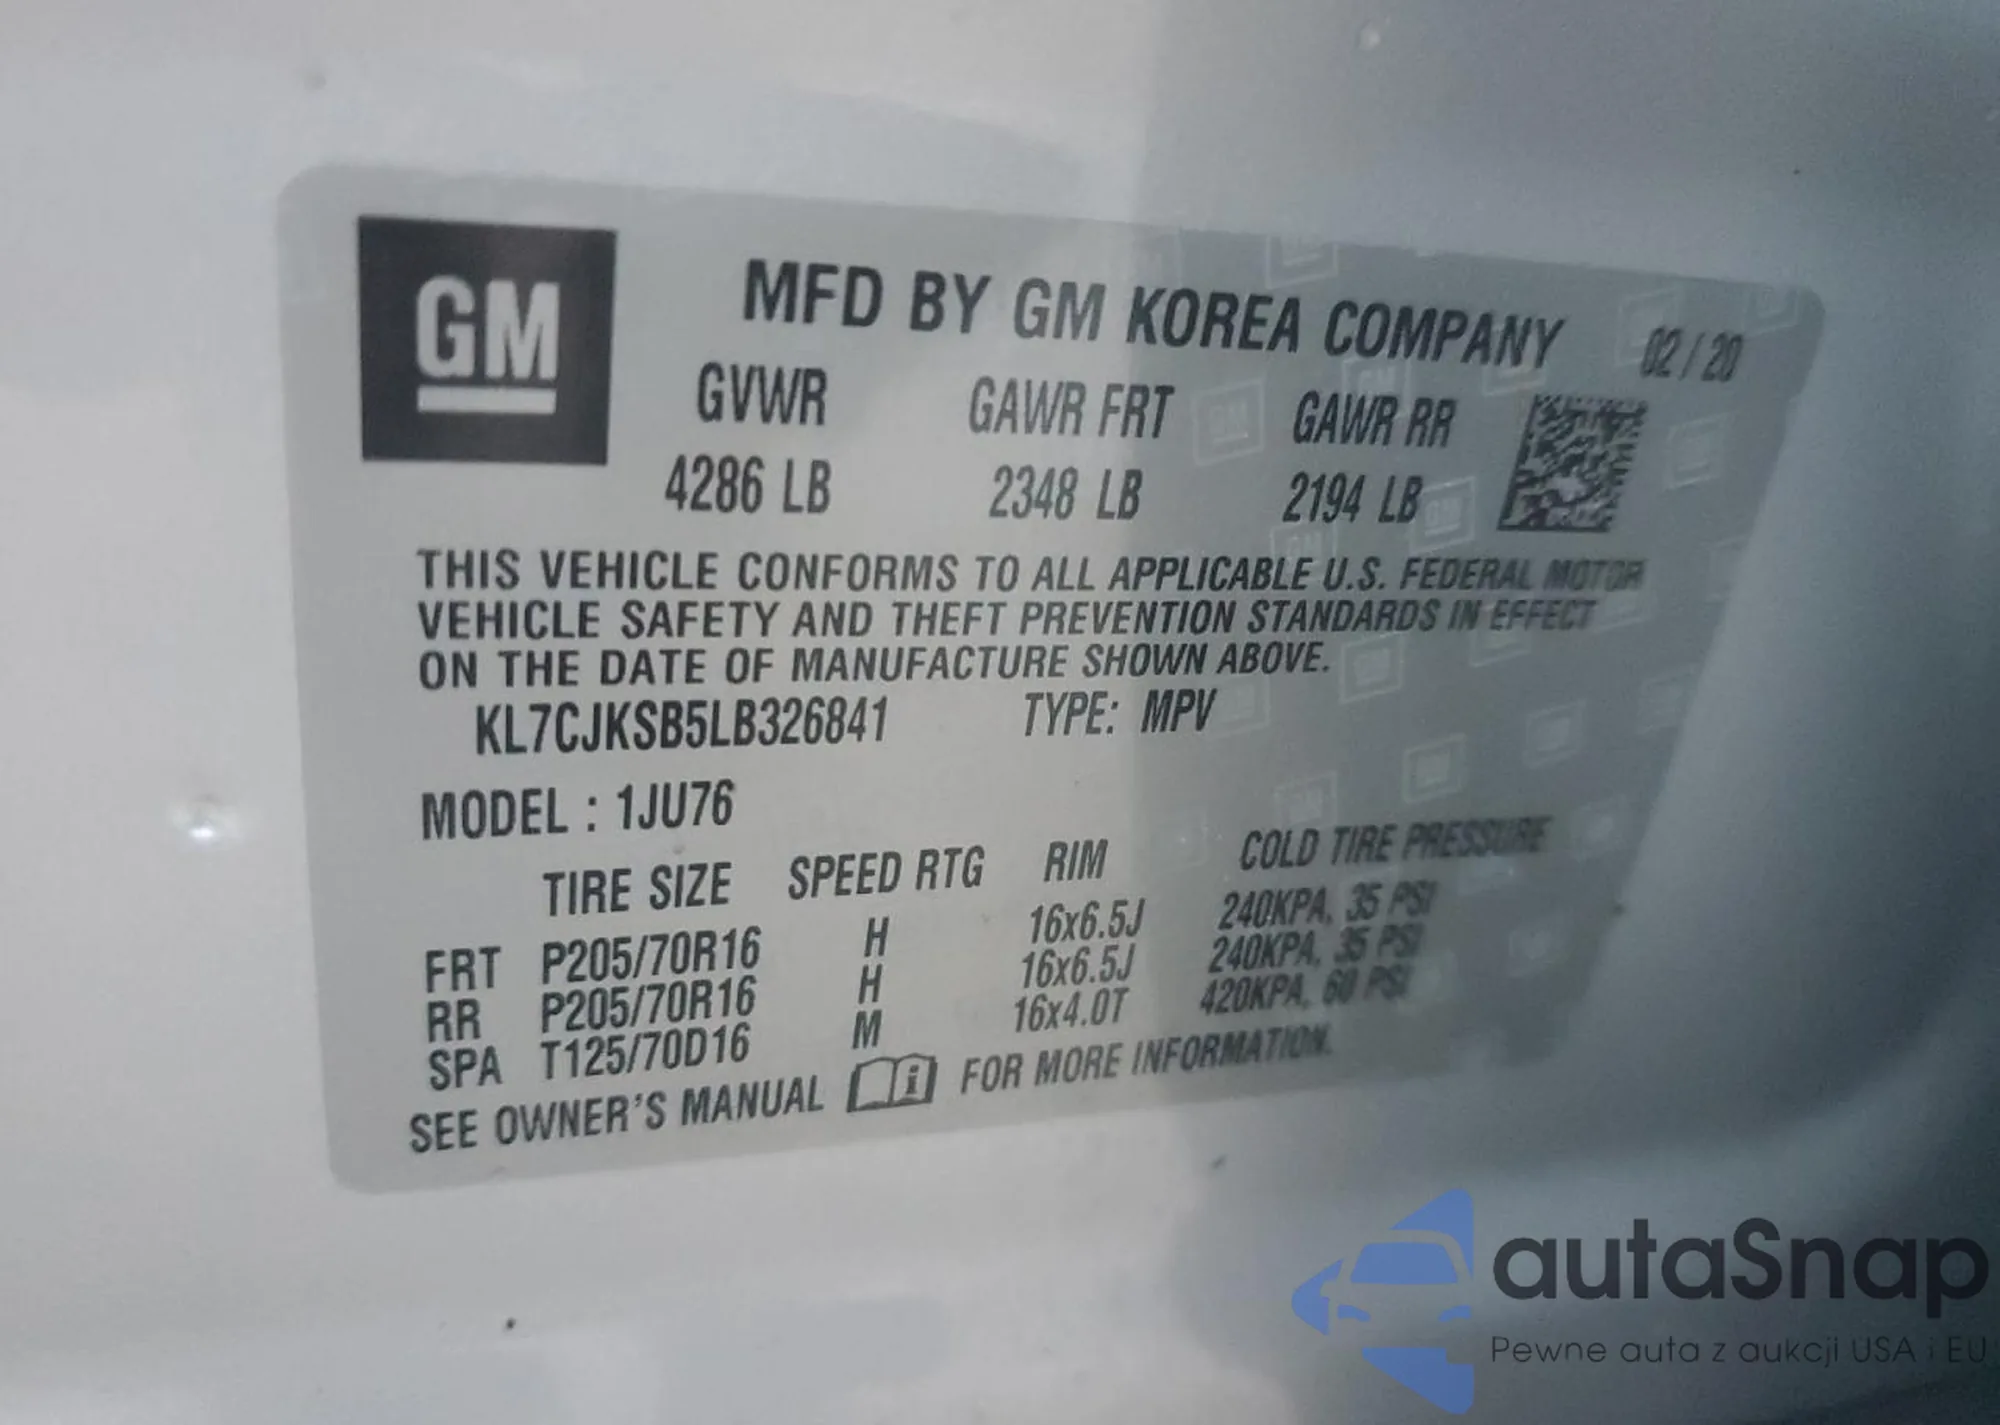 GM
MFD BY GM KOREA COMPANY 02/20
GVWR GAWR FRT GAWR RR
4286 LB 2348 LB 2194 LB
THIS VEHICLE CONFORMS TO ALL APPLICABLE U.S. FEDERAL MOTOR
VEHICLE SAFETY AND THEFT PREVENTION STANDARDS IN EFFECT
ON THE DATE OF MANUFACTURE SHOWN ABOVE.
KL7CJKSB5LB326841 TYPE: MPV
MODEL : 1JU76
TIRE SIZE SPEED RTG RIM COLD TIRE PRESSURE
FRT P205/70R16 H 16x6.5J 240KPA, 35 PSI
RR P205/70R16 H 16x6.5J 240KPA, 35 PSI
SPA T125/70D16 M 16x4.0T 420KPA, 60 PSI
SEE OWNER'S MANUAL FOR MORE INFORMATION.
autaSnap
Pewne auta z aukcji USA i EU